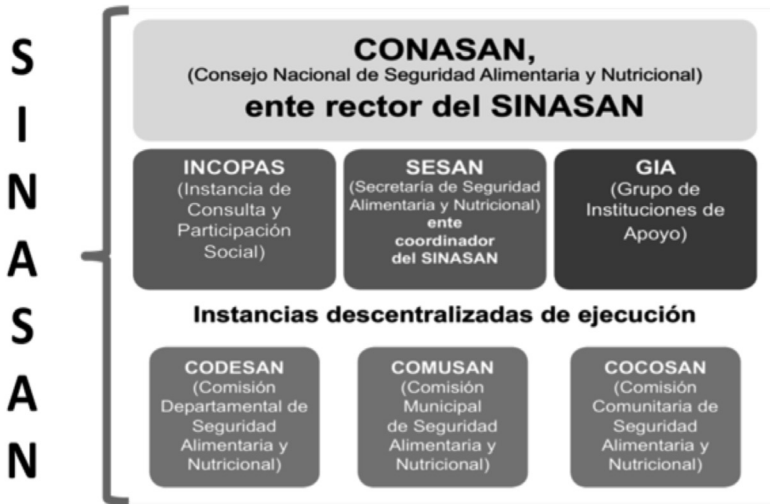 SINASAN
CONASAN,
(Consejo Nacional de Seguridad Alimentaria y Nutricional)
ente rector del SINASAN
INCOPAS
(Instancia de
Consulta y
Participación
Social)
SESAN
(Secretaría de Seguridad
Alimentaria y Nutricional)
ente
coordinador
del SINASAN
GIA
(Grupo de
Instituciones de
Apoyo)
Instancias descentralizadas de ejecución
CODESAN
(Comisión
Departamental de
Seguridad
Alimentaria y
Nutricional)
COMUSAN
(Comisión
Municipal
de Seguridad
Alimentaria y
Nutricional)
COCOSAN
(Comisión
Comunitaria de
Seguridad
Alimentaria y
Nutricional)